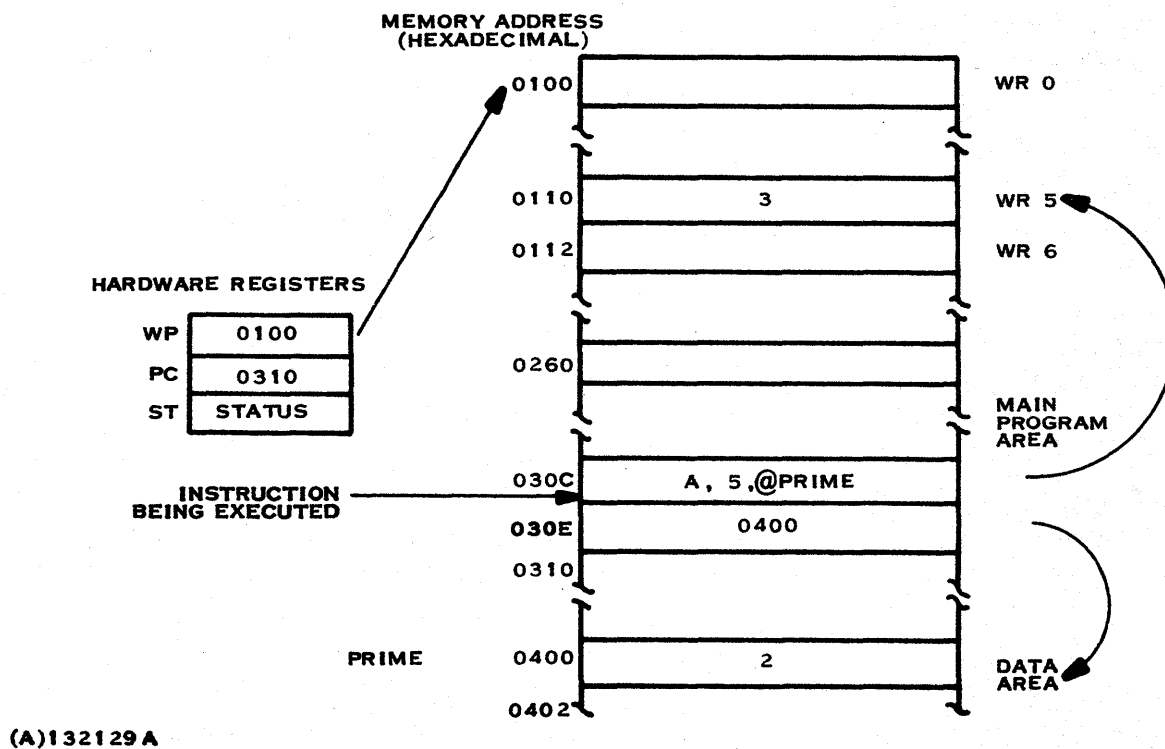 MEMORY ADDRESS
(HEXADECIMAL)
0100 WR 0
0110 3 WR 5
0112 WR 6
HARDWARE REGISTERS
WP 0100
PC 0310
ST STATUS
0260
MAIN
PROGRAM
AREA
030C A, 5,@PRIME
INSTRUCTION
BEING EXECUTED
030E 0400
0310
PRIME 0400 2 DATA
AREA
0402
(A)132129A